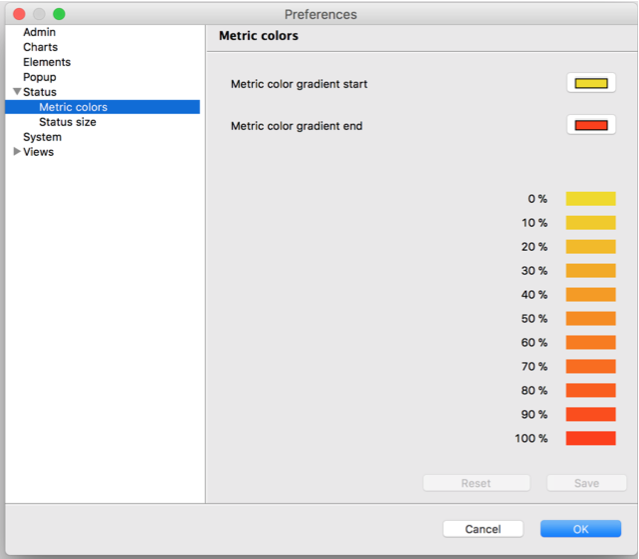 Preferences
Admin
Charts
Elements
Popup
Status
Metric colors
Status size
System
Views
Metric colors
Metric color gradient start
Metric color gradient end
0 %
10 %
20 %
30 %
40 %
50 %
60 %
70 %
80 %
90 %
100 %
Reset Save
Cancel OK